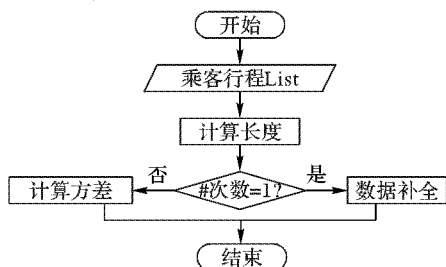 开始
乘客行程List
计算长度
否
#次数=1?
是
计算方差
数据补全
结束